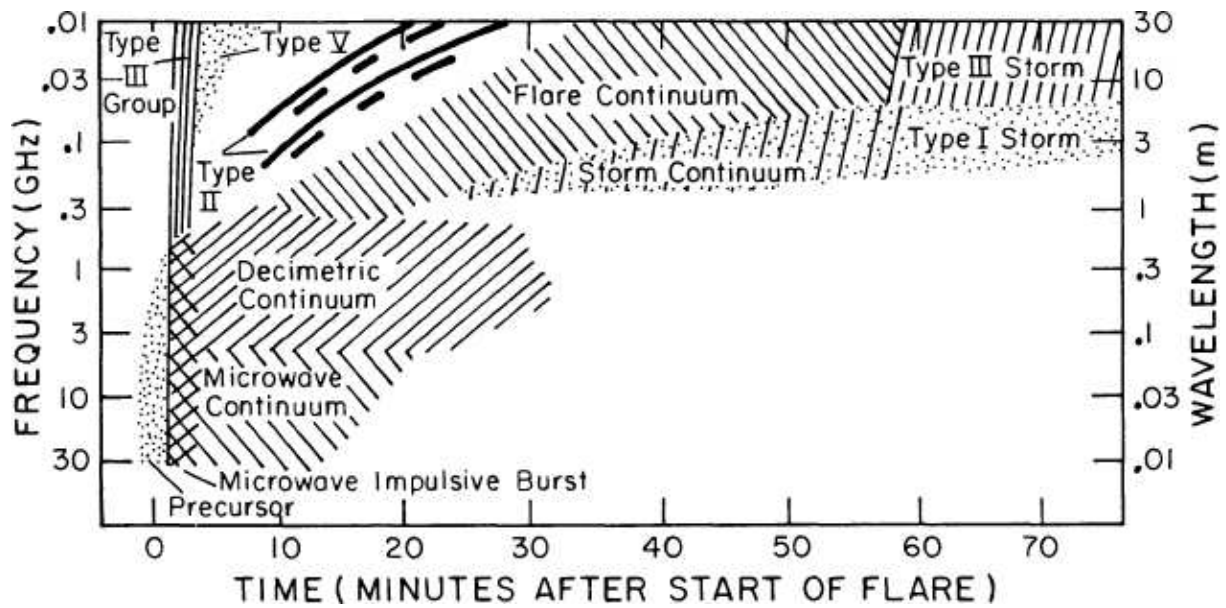 .01
.03
.1
.3
1
3
10
30
FREQUENCY (GHz)
Type
III
Group
Type V
Type
II
Flare Continuum
Type III Storm
Type I Storm
Storm Continuum
Decimetric
Continuum
Microwave
Continuum
Microwave Impulsive Burst
Precursor
30
10
3
1
.3
.1
.03
.01
WAVELENGTH (m)
0 10 20 30 40 50 60 70
TIME (MINUTES AFTER START OF FLARE)